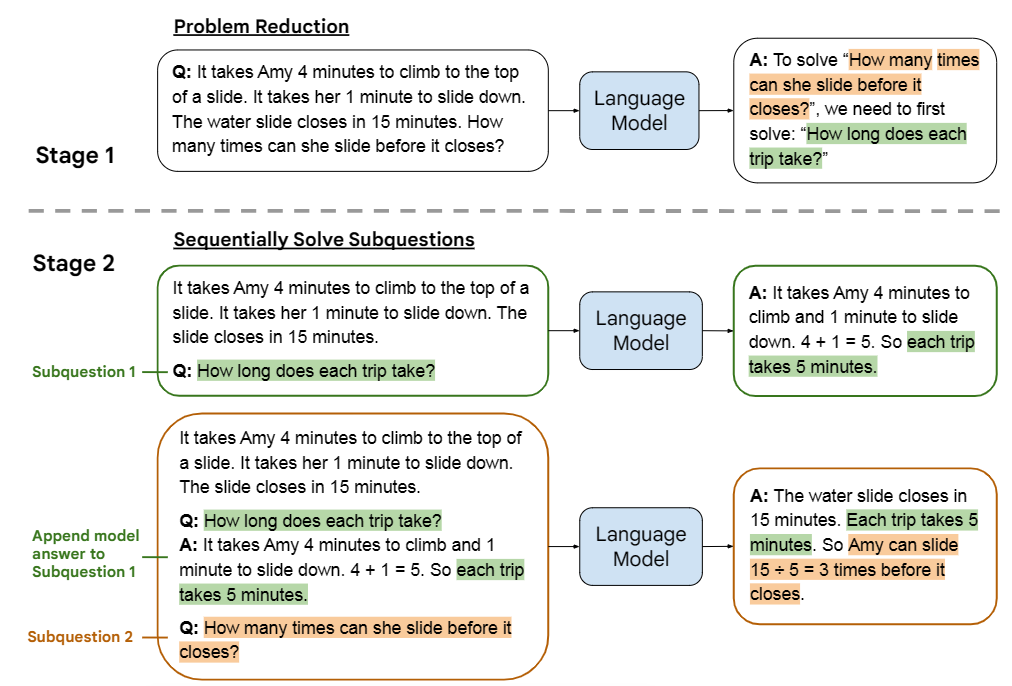 Problem Reduction
Stage 1
Q: It takes Amy 4 minutes to climb to the top
of a slide. It takes her 1 minute to slide down.
The water slide closes in 15 minutes. How
many times can she slide before it closes?
Language
Model
A: To solve “How many times
can she slide before it
closes?”, we need to first
solve: “How long does each
trip take?”
Stage 2
Sequentially Solve Subquestions
It takes Amy 4 minutes to climb to the top of a
slide. It takes her 1 minute to slide down. The
slide closes in 15 minutes.
Subquestion 1
Q: How long does each trip take?
Language
Model
A: It takes Amy 4 minutes to
climb and 1 minute to slide
down. 4 + 1 = 5. So each trip
takes 5 minutes.
It takes Amy 4 minutes to climb to the top of
a slide. It takes her 1 minute to slide down.
The slide closes in 15 minutes.
Append model
answer to
Subquestion 1
Q: How long does each trip take?
A: It takes Amy 4 minutes to climb and 1
minute to slide down. 4 + 1 = 5. So each trip
takes 5 minutes.
Subquestion 2
Q: How many times can she slide before it
closes?
Language
Model
A: The water slide closes in
15 minutes. Each trip takes 5
minutes. So Amy can slide
15 ÷ 5 = 3 times before it
closes.